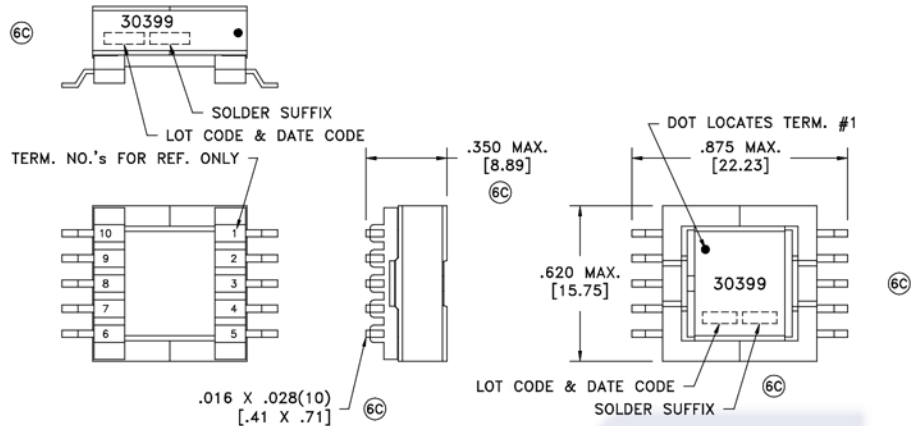 6C
30399
SOLDER SUFFIX
LOT CODE & DATE CODE
TERM. NO.'s FOR REF. ONLY
10 1
9 2
8 3
7 4
6 5
.350 MAX.
[8.89]
6C
.016 X .028(10)
[.41 X .71]
6C
DOT LOCATES TERM. #1
.875 MAX.
[22.23]
.620 MAX.
[15.75]
30399
6C
LOT CODE & DATE CODE
6C
SOLDER SUFFIX